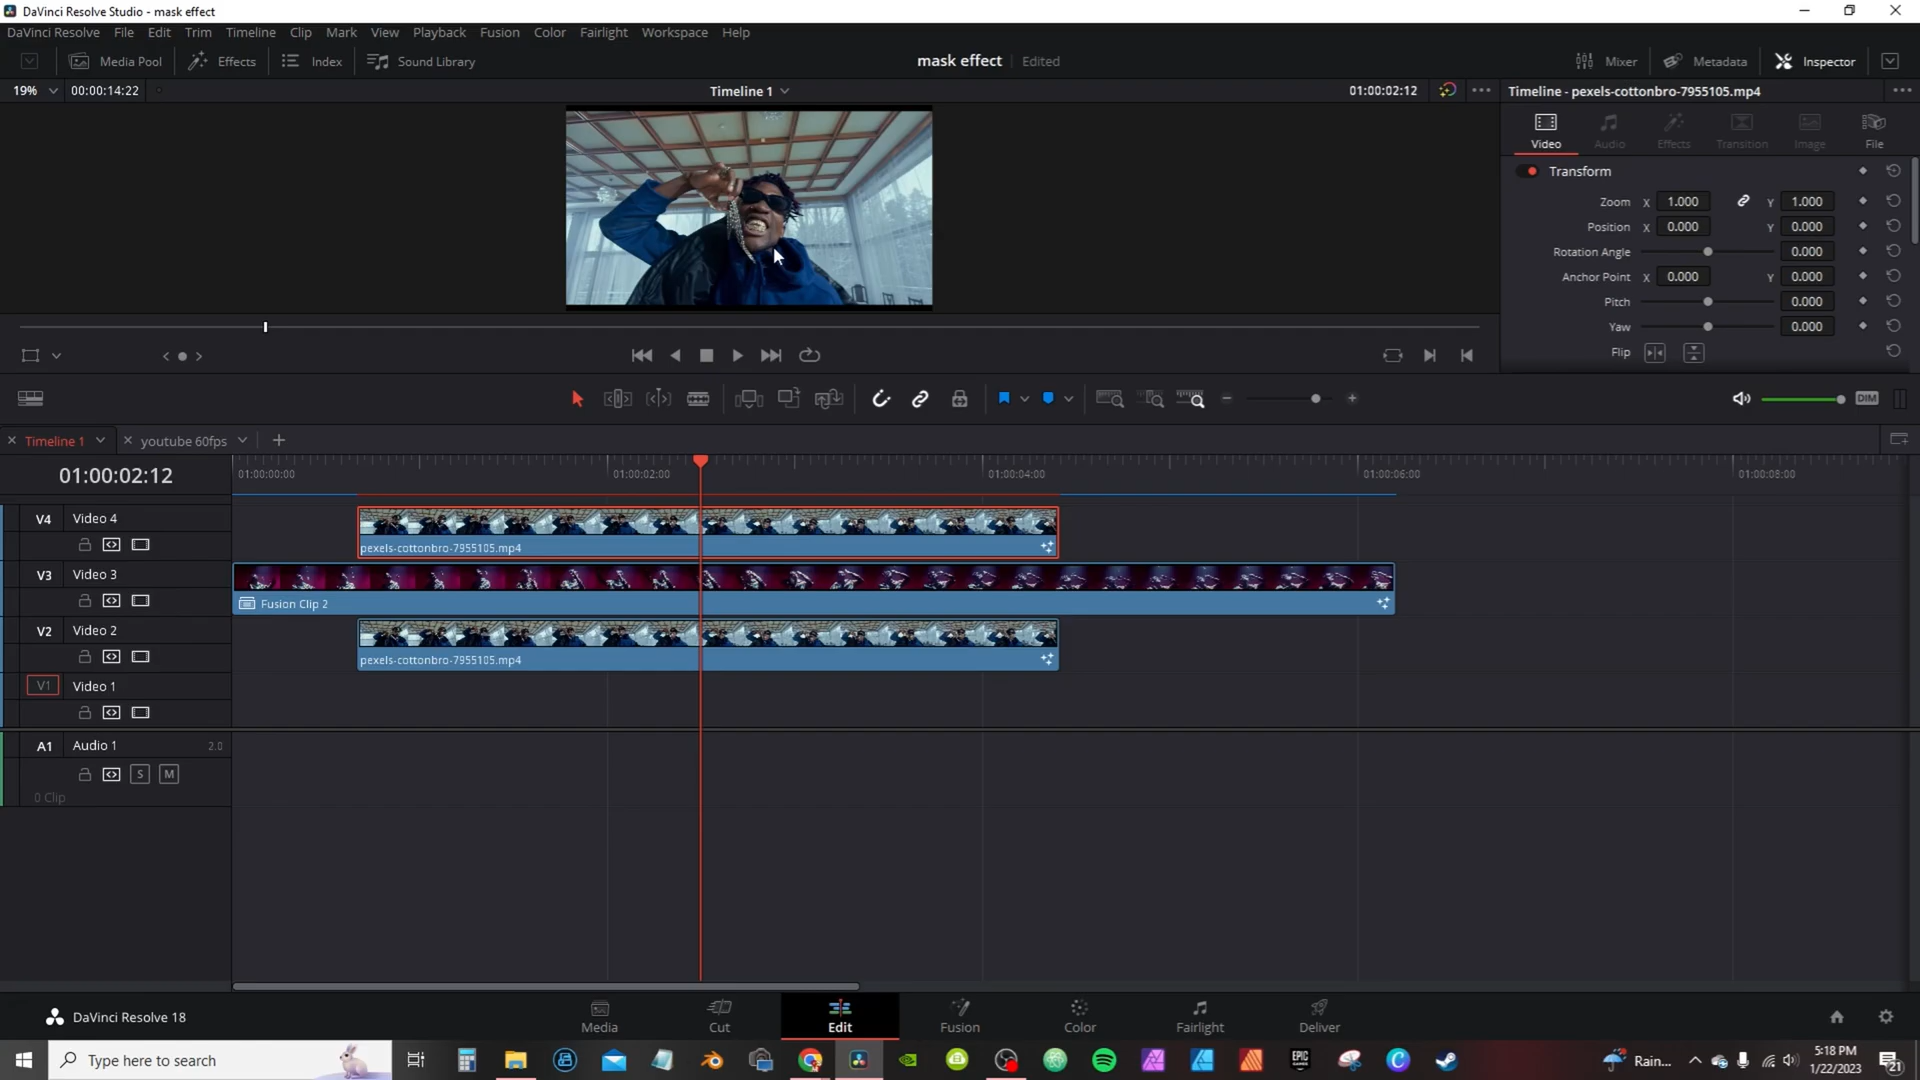 DaVinci Resolve Studio - mask effect
DaVinci Resolve File Edit Trim Timeline Clip Mark View Playback Fusion Color Fairlight Workspace Help
Media Pool Effects Index Sound Library mask effect Edited Mixer Metadata Inspector
19% 00:00:14:22 Timeline 1 01:00:02:12 Timeline - pexels-cottonbro-7955105.mp4
Video Audio Effects Transition Image File
Transform
Zoom X 1.000 Y 1.000
Position X 0.000 Y 0.000
Rotation Angle 0.000
Anchor Point X 0.000 Y 0.000
Pitch 0.000
Yaw 0.000
Flip
DIM
Timeline 1 youtube 60fps
01:00:02:12 01:00:00:00 01:00:02:00 01:00:04:00 01:00:06:00 01:00:08:00
V4 Video 4
pexels-cottonbro-7955105.mp4
V3 Video 3
Fusion Clip 2
V2 Video 2
pexels-cottonbro-7955105.mp4
V1 Video 1
A1 Audio 1 2.0
S M
0 Clip
DaVinci Resolve 18 Media Cut Edit Fusion Color Fairlight Deliver
Type here to search EPIC GAMES Rain... 5:18 PM
1/22/2023 21